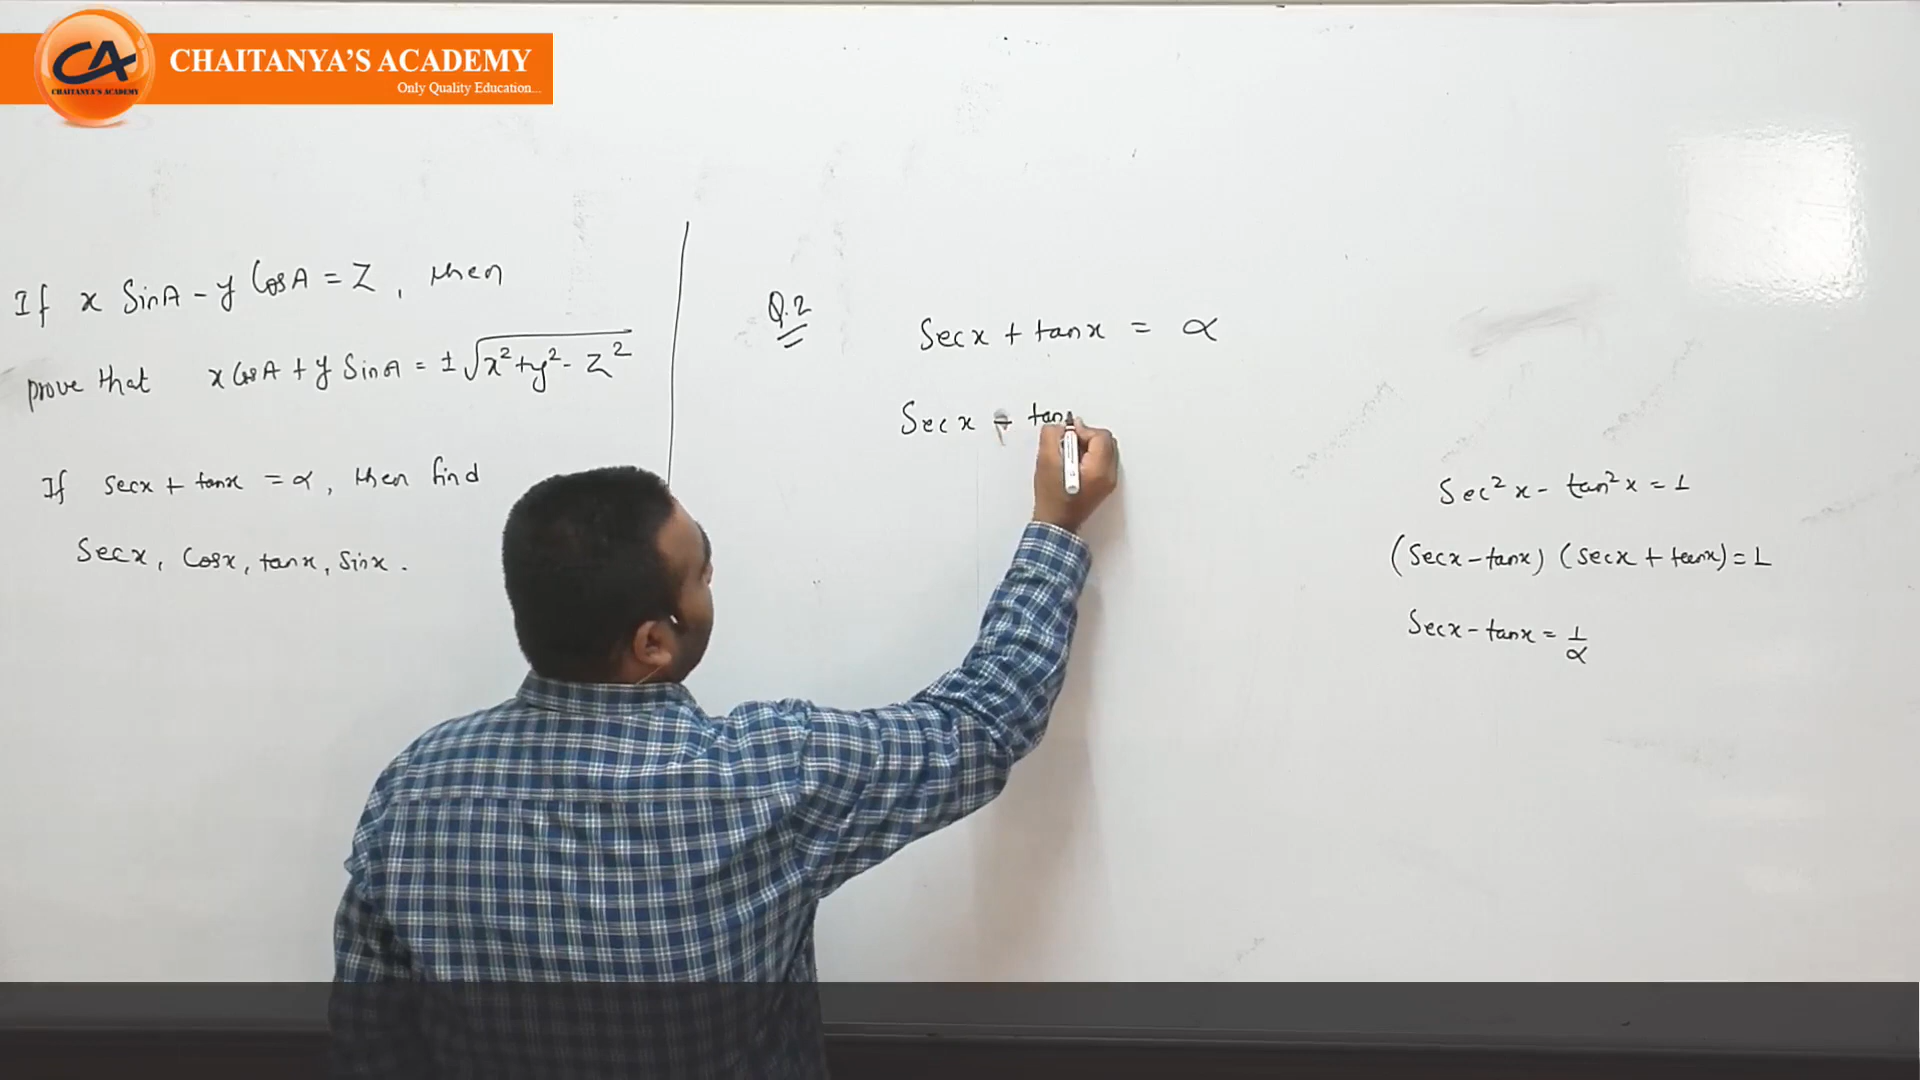 CA
CHAITANYA'S ACADEMY
CHAITANYA'S ACADEMY
Only Quality Education...
If x SinA - y CosA = Z, then
prove that x CosA + y SinA = ± √x² + y² - Z²
If secx + tanx = α, then find
Secx, Cosx, tanx, Sinx.
Q.2
Secx + tanx = α
Secx - tan
Sec²x - tan²x = 1
(Secx - tanx) (Secx + tanx) = 1
Secx - tanx = 1/α